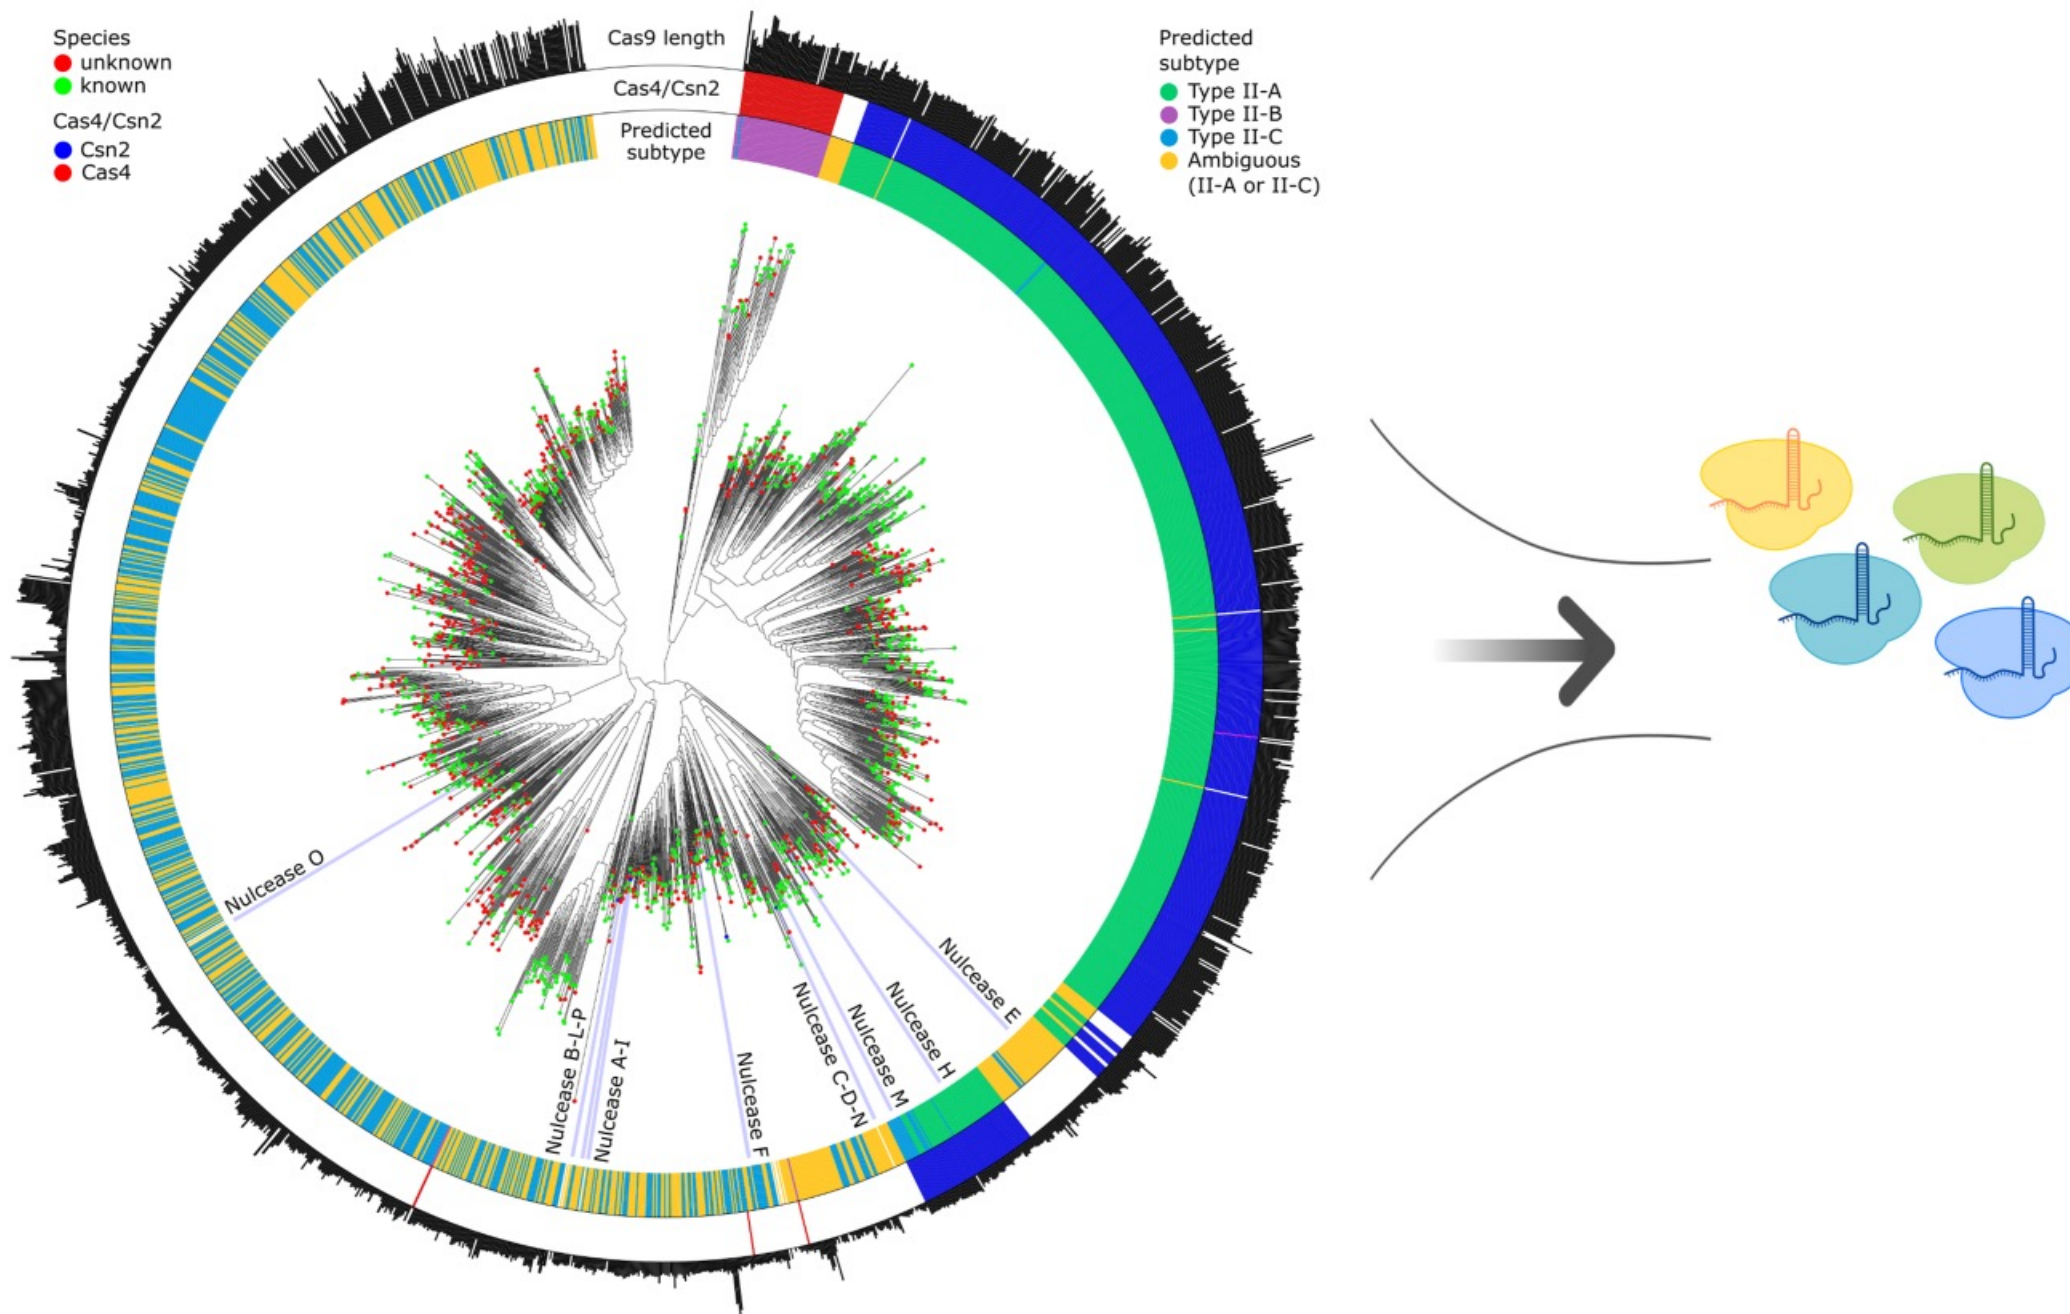 Species
unknown
known
Cas4/Csn2
Csn2
Cas4
Cas9 length
Cas4/Csn2
Predicted
subtype
Predicted
subtype
Type II-A
Type II-B
Type II-C
Ambiguous
(II-A or II-C)
Nulcease O
Nulcease B-L-P
Nulcease A-I
Nulcease F
Nulcease C-D-N
Nulcease M
Nulcease H
Nulcease E